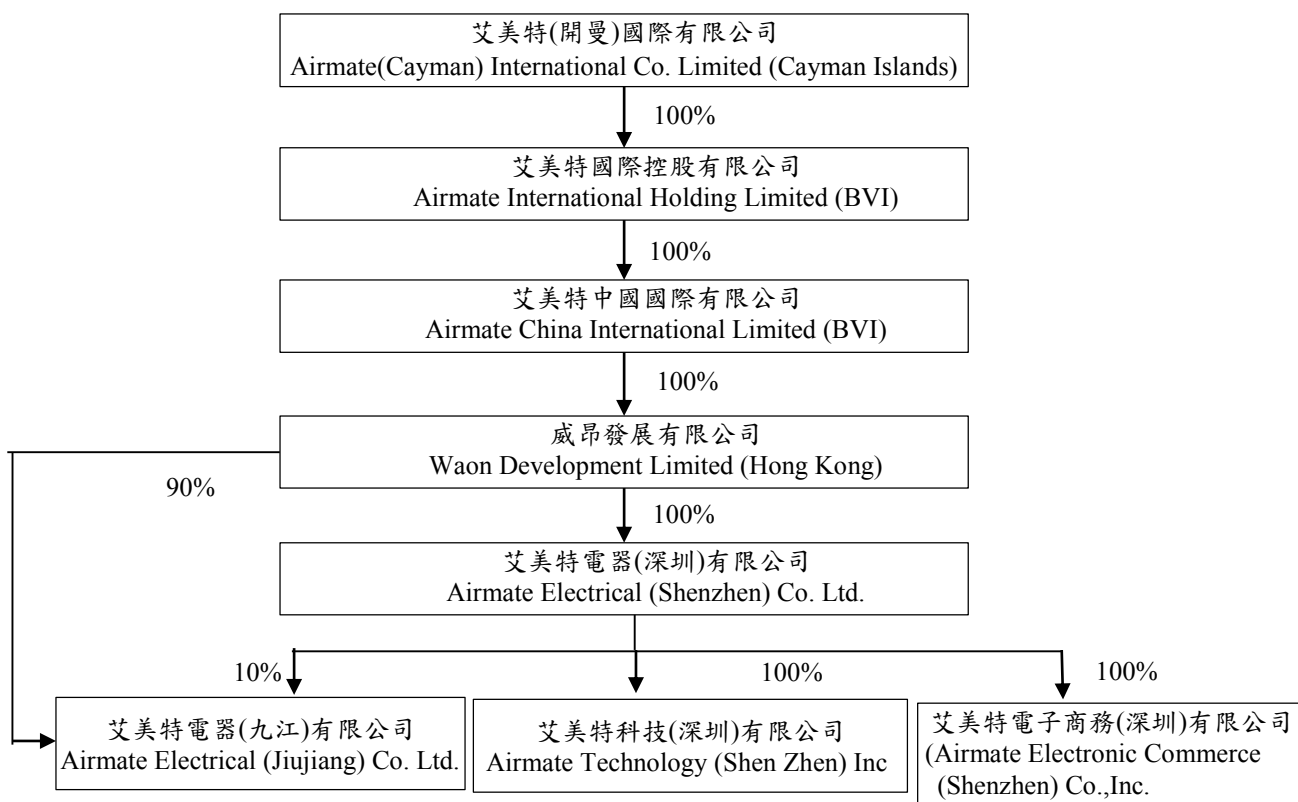 艾美特(開曼)國際有限公司
Airmate(Cayman) International Co. Limited (Cayman Islands)
100%
艾美特國際控股有限公司
Airmate International Holding Limited (BVI)
100%
艾美特中國國際有限公司
Airmate China International Limited (BVI)
100%
威昂發展有限公司
Waon Development Limited (Hong Kong)
90%
100%
艾美特電器(深圳)有限公司
Airmate Electrical (Shenzhen) Co. Ltd.
10%
100%
100%
艾美特電器(九江)有限公司
Airmate Electrical (Jiujiang) Co. Ltd.
艾美特科技(深圳)有限公司
Airmate Technology (Shen Zhen) Inc
艾美特電子商務(深圳)有限公司
(Airmate Electronic Commerce
(Shenzhen) Co.,Inc.